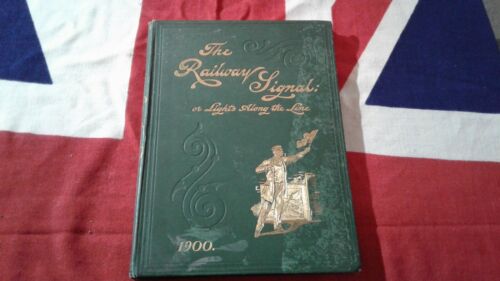 The
Railway Signal:
or Lights Along the Line
1900.